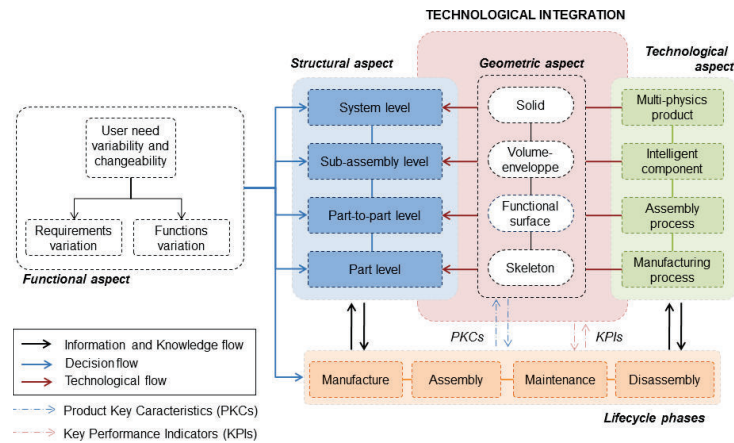 TECHNOLOGICAL INTEGRATION
Structural aspect
Geometric aspect
Technological
aspect
User need
variability and
changeability
Requirements
variation
Functions
variation
Functional aspect
System level
Sub-assembly level
Part-to-part level
Part level
Solid
Volume-
enveloppe
Functional
surface
Skeleton
Multi-physics
product
Intelligent
component
Assembly
process
Manufacturing
process
PKCs
KPIs
Manufacture
Assembly
Maintenance
Disassembly
Lifecycle phases
Information and Knowledge flow
Decision flow
Technological flow
Product Key Caracteristics (PKCs)
Key Performance Indicators (KPIs)